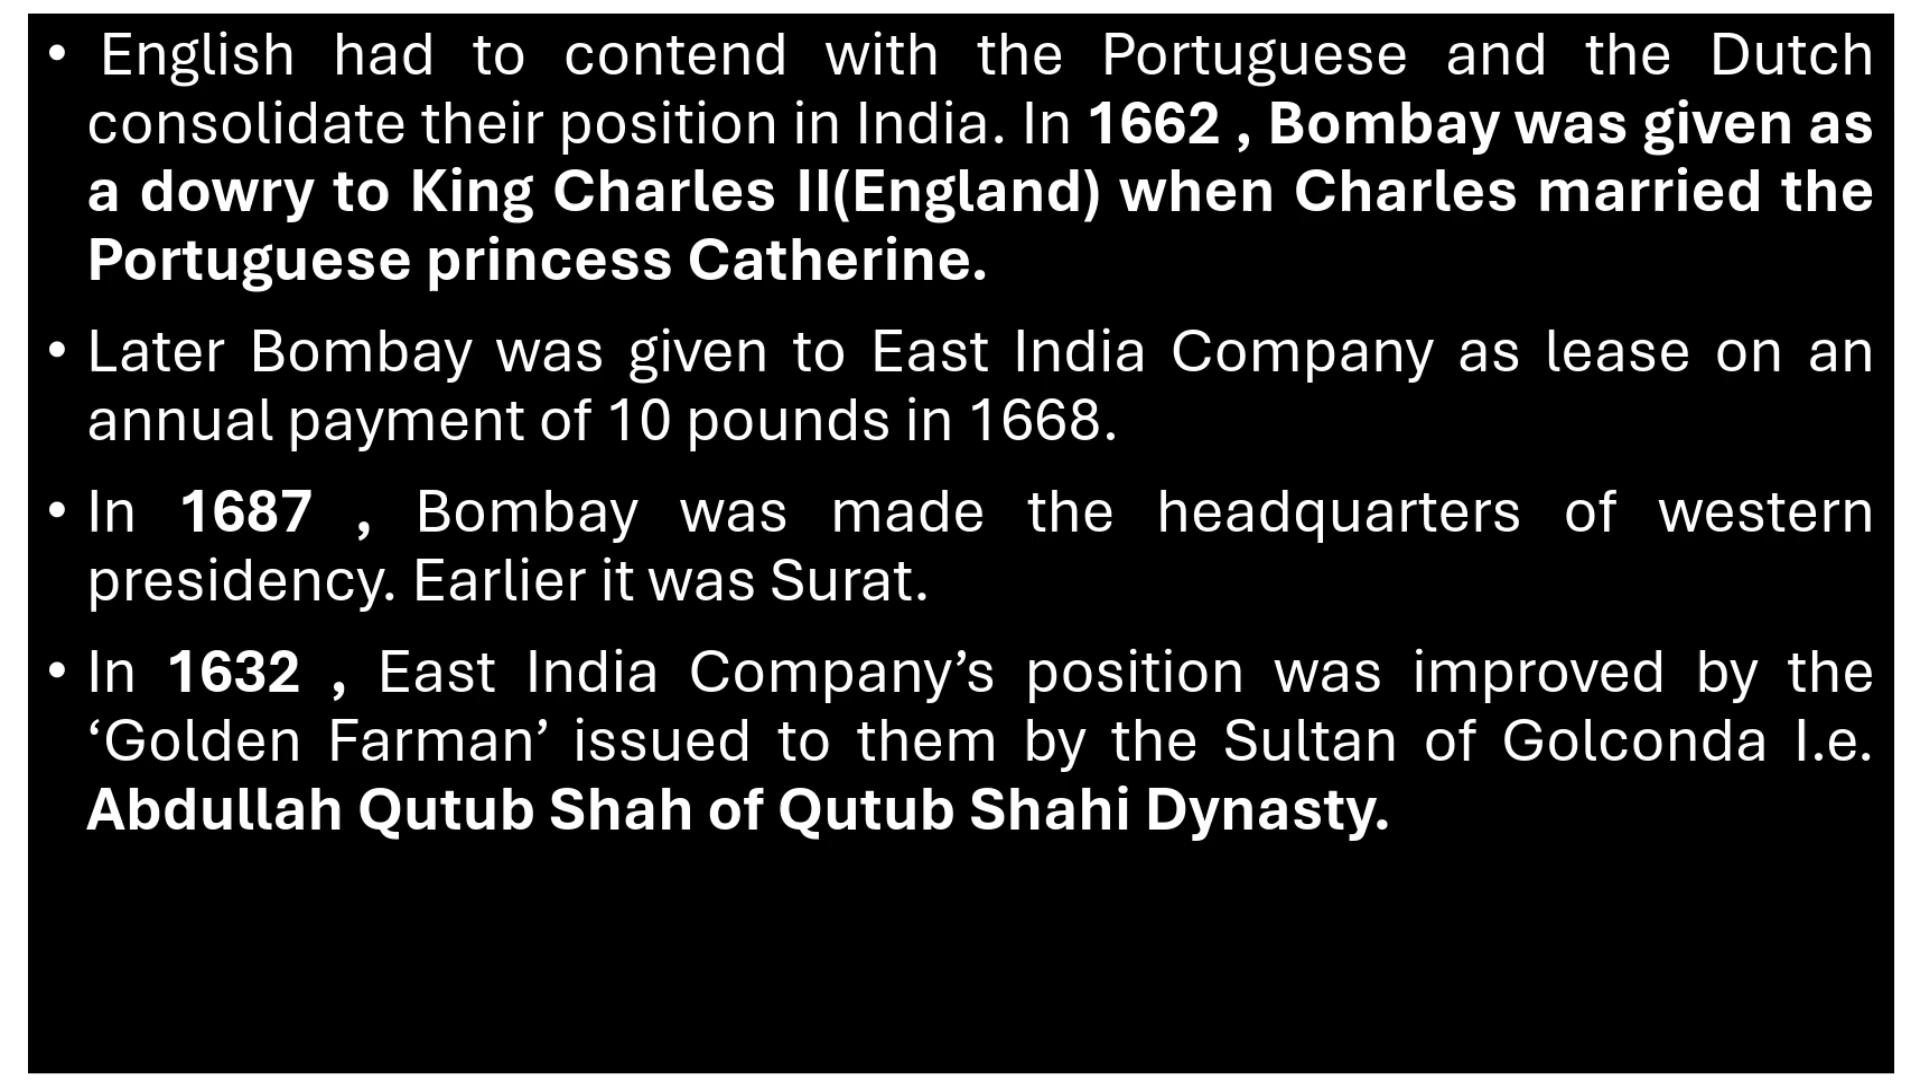 • English had to contend with the Portuguese and the Dutch
consolidate their position in India. In 1662 , Bombay was given as
a dowry to King Charles II(England) when Charles married the
Portuguese princess Catherine.
• Later Bombay was given to East India Company as lease on an
annual payment of 10 pounds in 1668.
• In 1687 , Bombay was made the headquarters of western
presidency. Earlier it was Surat.
• In 1632 , East India Company’s position was improved by the
‘Golden Farman’ issued to them by the Sultan of Golconda I.e.
Abdullah Qutub Shah of Qutub Shahi Dynasty.